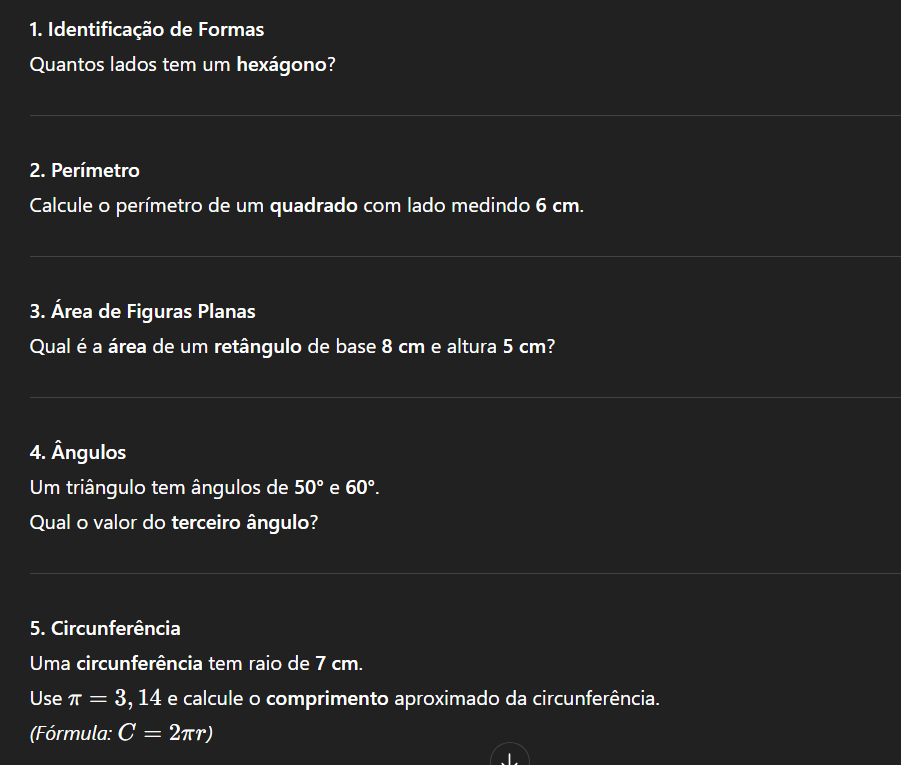 1. Identificação de Formas
Quantos lados tem um hexágono?
2. Perímetro
Calcule o perímetro de um quadrado com lado medindo 6 cm.
3. Área de Figuras Planas
Qual é a área de um retângulo de base 8 cm e altura 5 cm?
4. Ângulos
Um triângulo tem ângulos de 50° e 60°.
Qual o valor do terceiro ângulo?
5. Circunferência
Uma circunferência tem raio de 7 cm.
Use π = 3, 14 e calcule o comprimento aproximado da circunferência.
(Fórmula: C = 2πr)